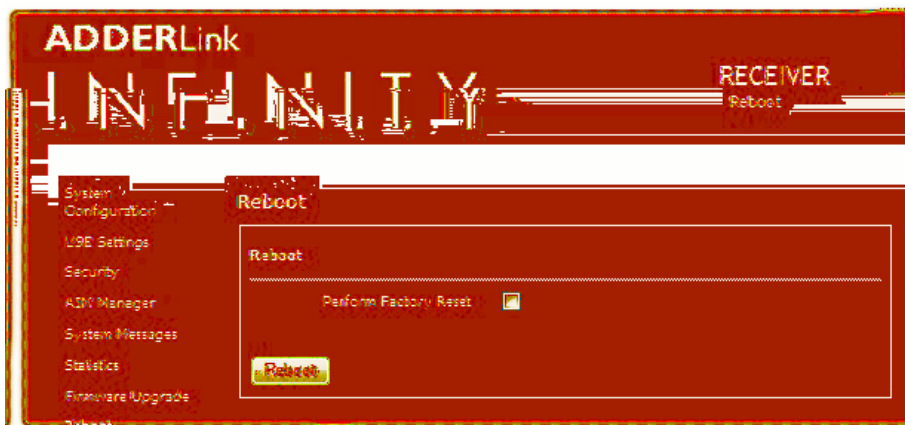 ADDERLink
INFINITY
RECEIVER
Reboot
System
Configuration
USB Settings
Security
AIM Manager
System Messages
Statistics
Firmware Upgrade
Reboot
Reboot
Reboot
Perform Factory Reset
Reboot